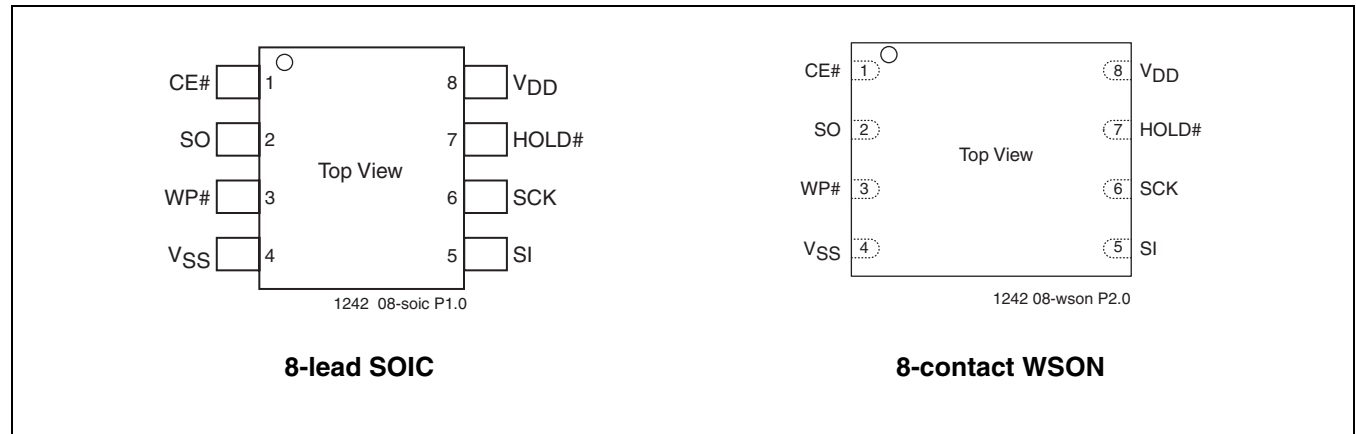 CE# 1 8 VDD
SO 2 7 HOLD#
Top View
WP# 3 6 SCK
VSS 4 5 SI
1242 08-soic P1.0
8-lead SOIC
CE# 1 8 VDD
SO 2 7 HOLD#
Top View
WP# 3 6 SCK
VSS 4 5 SI
1242 08-wson P2.0
8-contact WSON